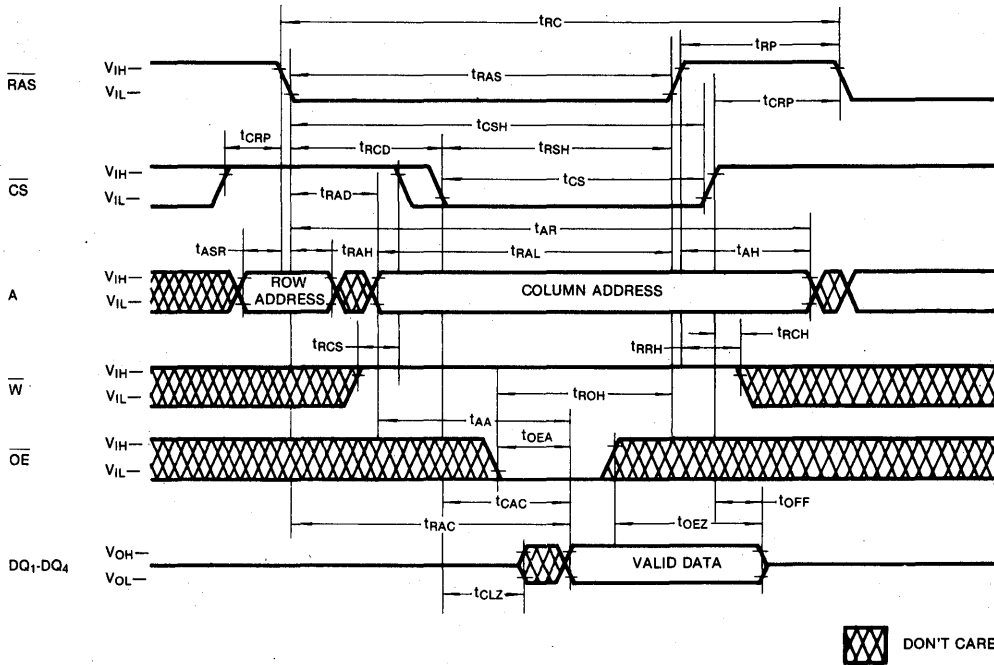 tRC
tRP
RAS
VIH—
VIL—
tRAS
tCRP
tCSH
tCRP
tRCD
tRSH
CS
VIH—
VIL—
tRAD
tCS
tAR
tASR
tRAH
tRAL
tAH
A
VIH—
VIL—
ROW
ADDRESS
COLUMN ADDRESS
tRCS
tRRH
tRCH
W
VIH—
VIL—
tROH
tAA
tOEA
OE
VIH—
VIL—
tCAC
tOFF
tRAC
tOEZ
DQ1-DQ4
VOH—
VOL—
VALID DATA
tCLZ
DON'T CARE